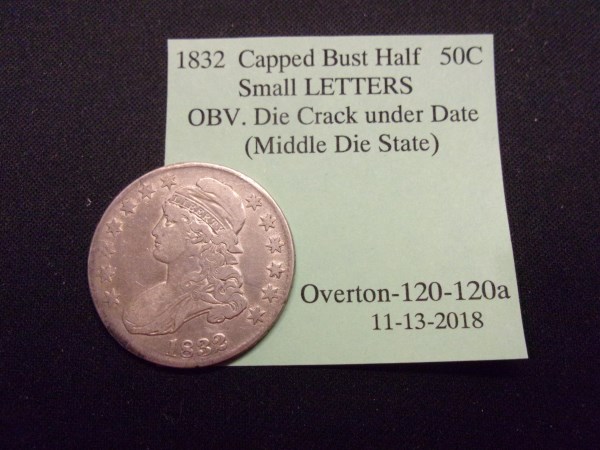 1832 Capped Bust Half 50C
Small LETTERS
OBV. Die Crack under Date
(Middle Die State)
LIBERTY
1832
Overton-120-120a
11-13-2018